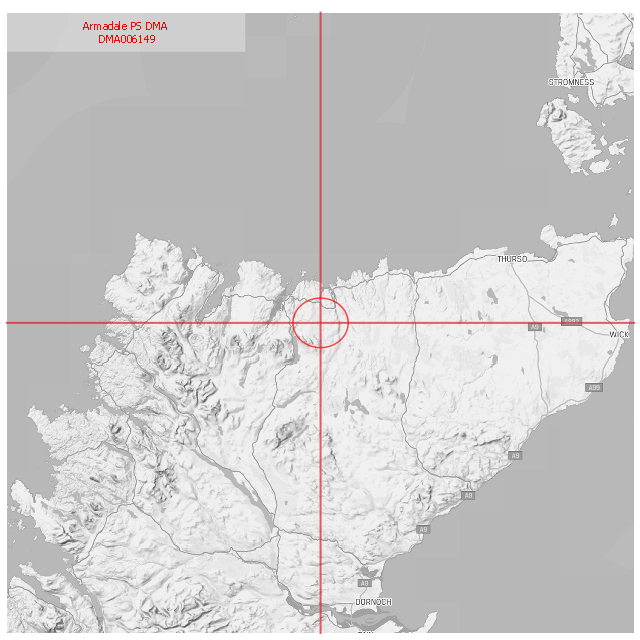 Armadale PS DMA
DMA006149
STROMNESS
THURSO
A882
A9
WICK
A99
A9
A9
A9
A9
DORNOCH